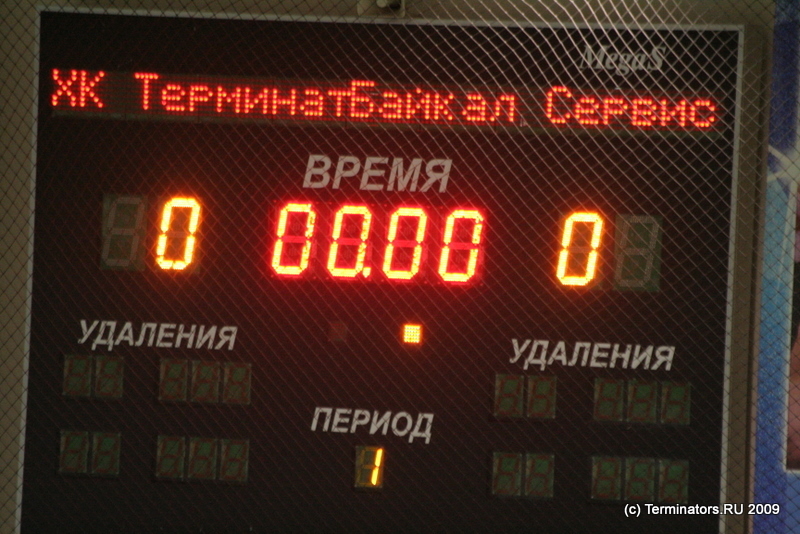 MegaS
ХК ТерминатБайкал Сервис
ВРЕМЯ
0 00.00 0
УДАЛЕНИЯ УДАЛЕНИЯ
ПЕРИОД
1
(c) Terminators.RU 2009